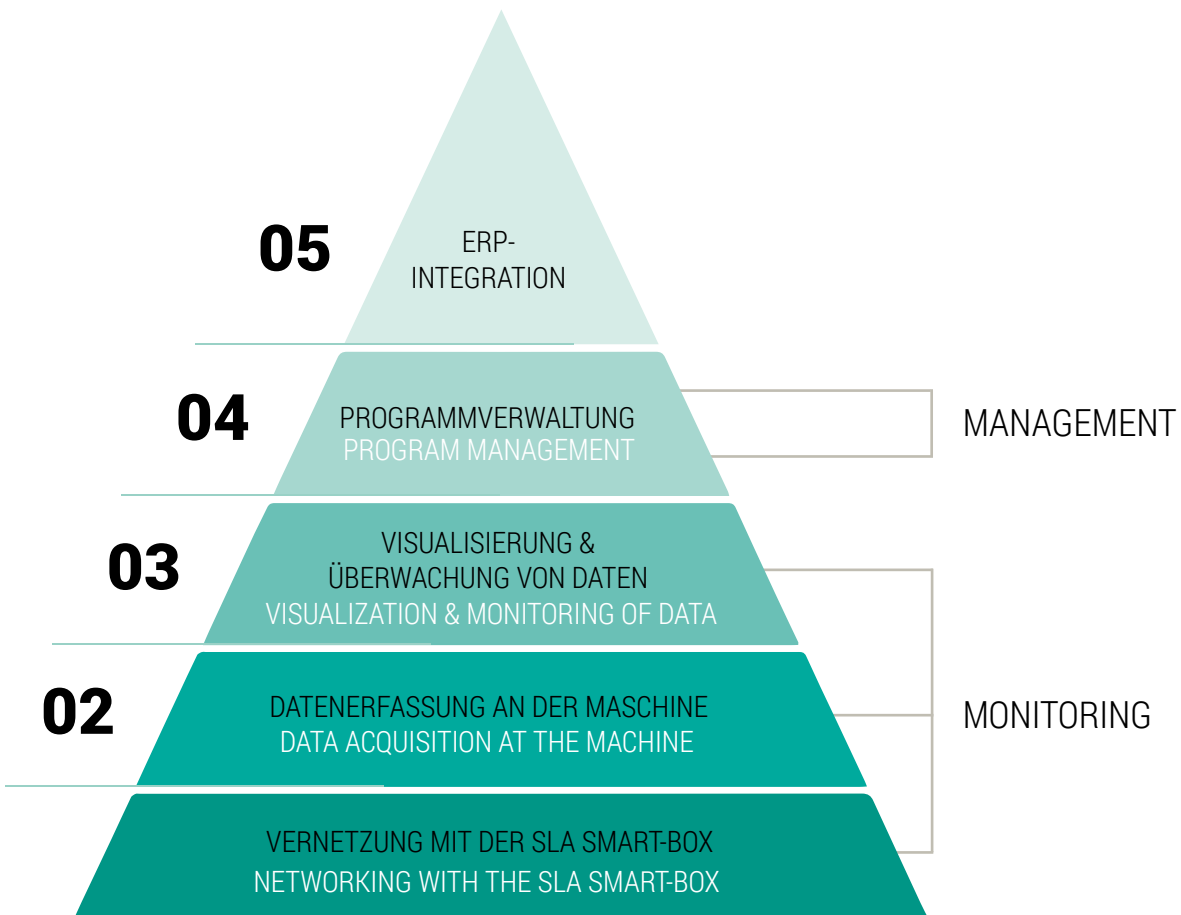 05
ERP-
INTEGRATION
04
PROGRAMMVERWALTUNG
PROGRAM MANAGEMENT
MANAGEMENT
03
VISUALISIERUNG &
ÜBERWACHUNG VON DATEN
VISUALIZATION & MONITORING OF DATA
02
DATENERFASSUNG AN DER MASCHINE
DATA ACQUISITION AT THE MACHINE
MONITORING
VERNETZUNG MIT DER SLA SMART-BOX
NETWORKING WITH THE SLA SMART-BOX